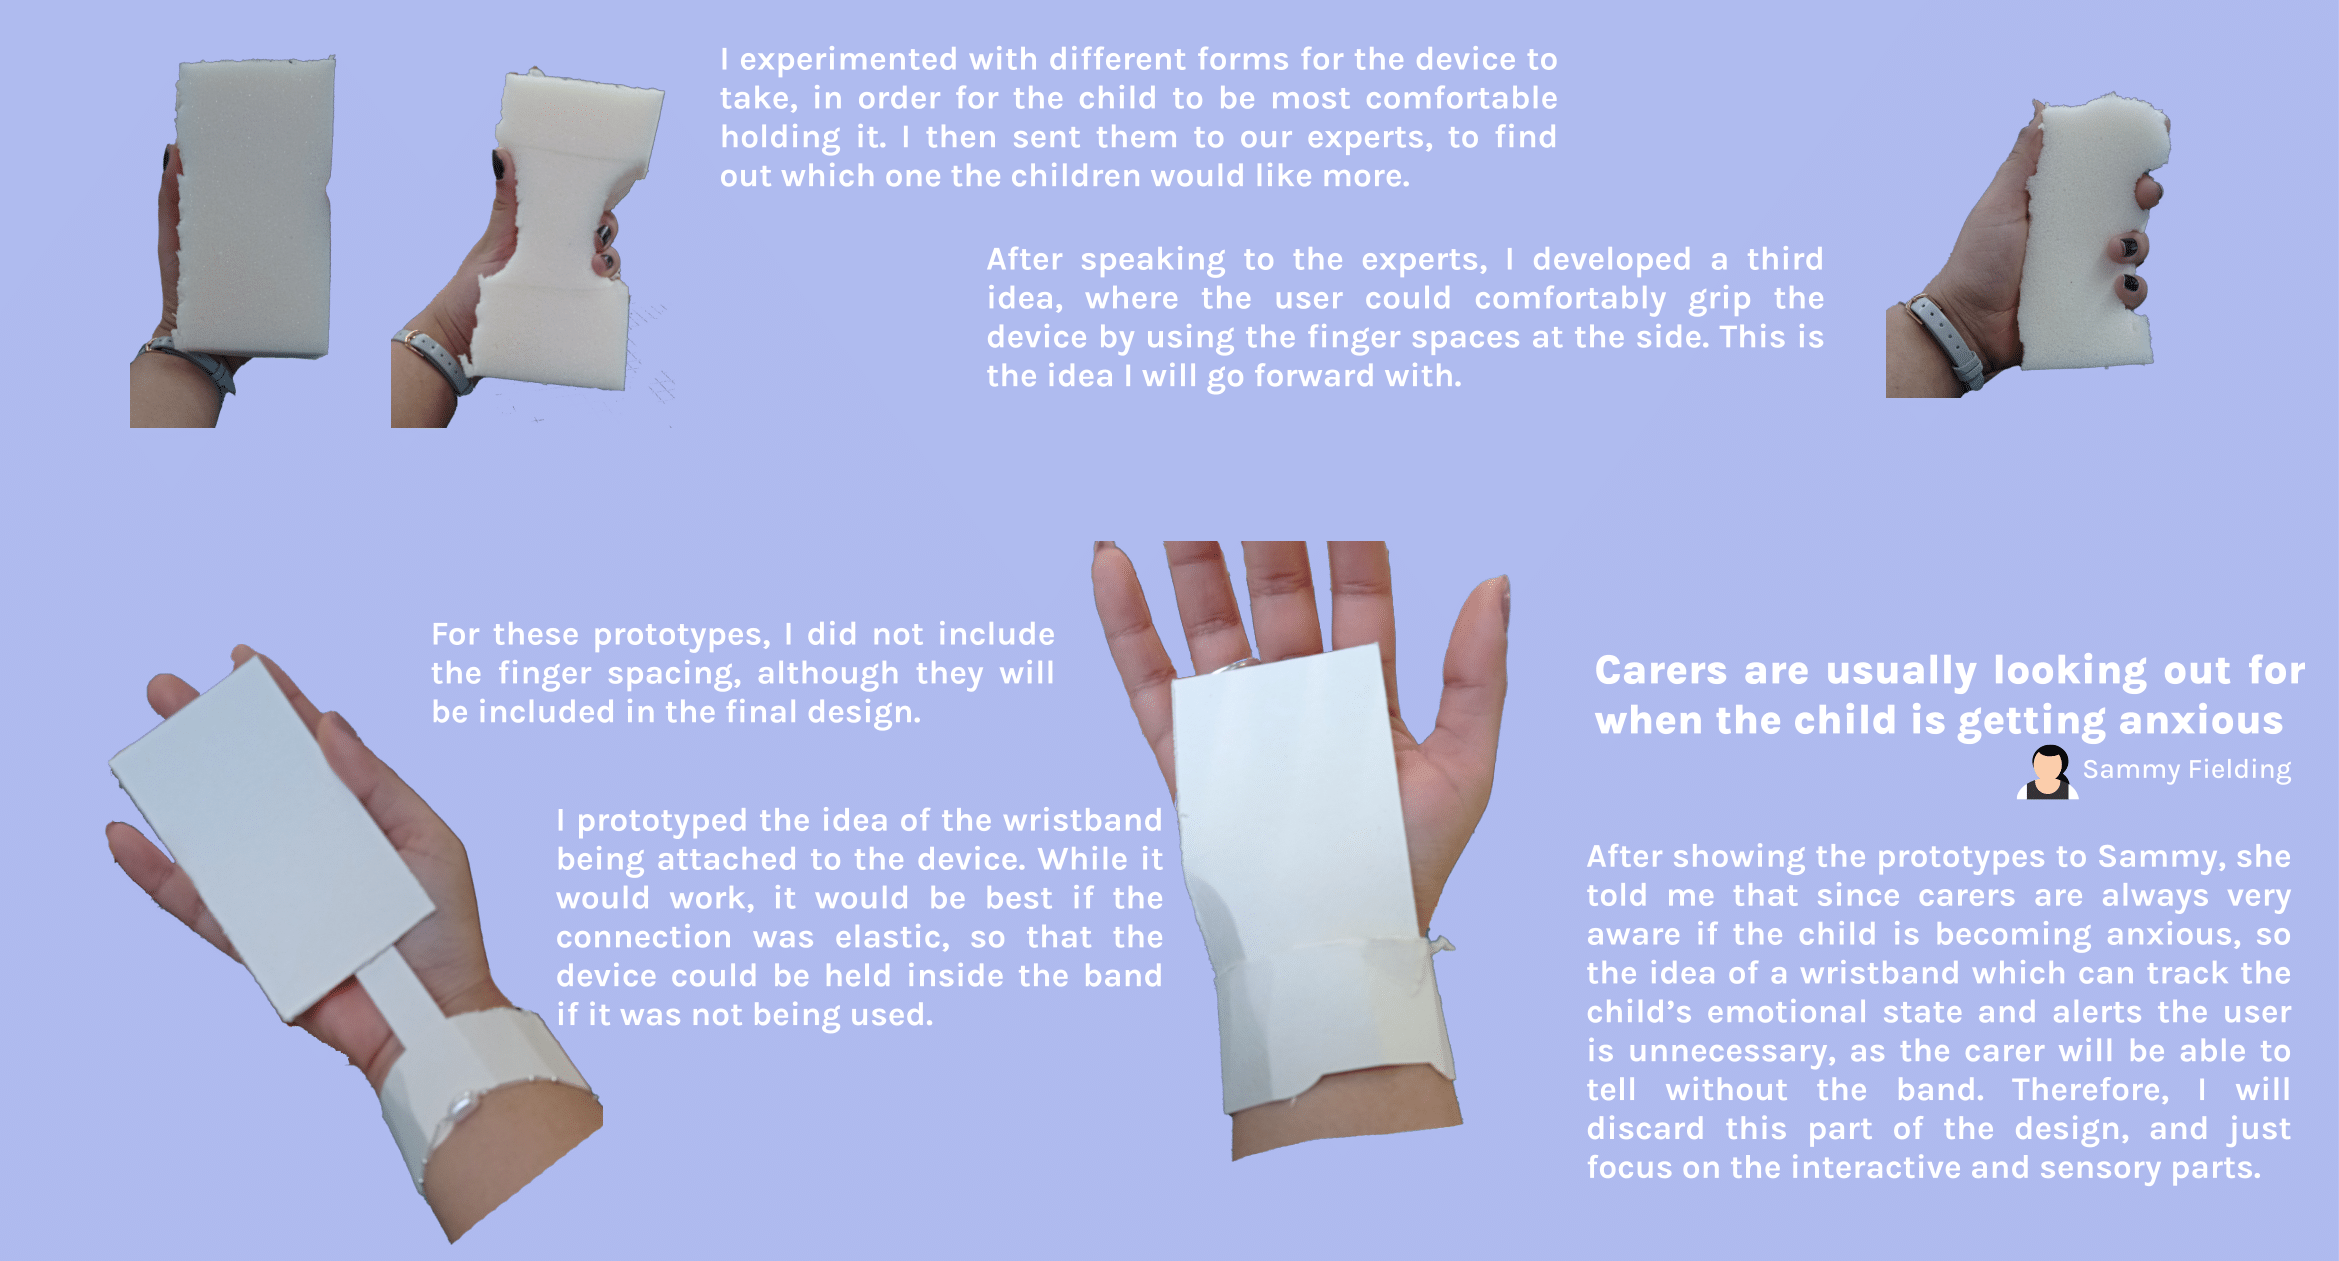 I experimented with different forms for the device to
take, in order for the child to be most comfortable
holding it. I then sent them to our experts, to find
out which one the children would like more.
After speaking to the experts, I developed a third
idea, where the user could comfortably grip the
device by using the finger spaces at the side. This is
the idea I will go forward with.
For these prototypes, I did not include
the finger spacing, although they will
be included in the final design.
I prototyped the idea of the wristband
being attached to the device. While it
would work, it would be best if the
connection was elastic, so that the
device could be held inside the band
if it was not being used.
Carers are usually looking out for
when the child is getting anxious
Sammy Fielding
After showing the prototypes to Sammy, she
told me that since carers are always very
aware if the child is becoming anxious, so
the idea of a wristband which can track the
child’s emotional state and alerts the user
is unnecessary, as the carer will be able to
tell without the band. Therefore, I will
discard this part of the design, and just
focus on the interactive and sensory parts.